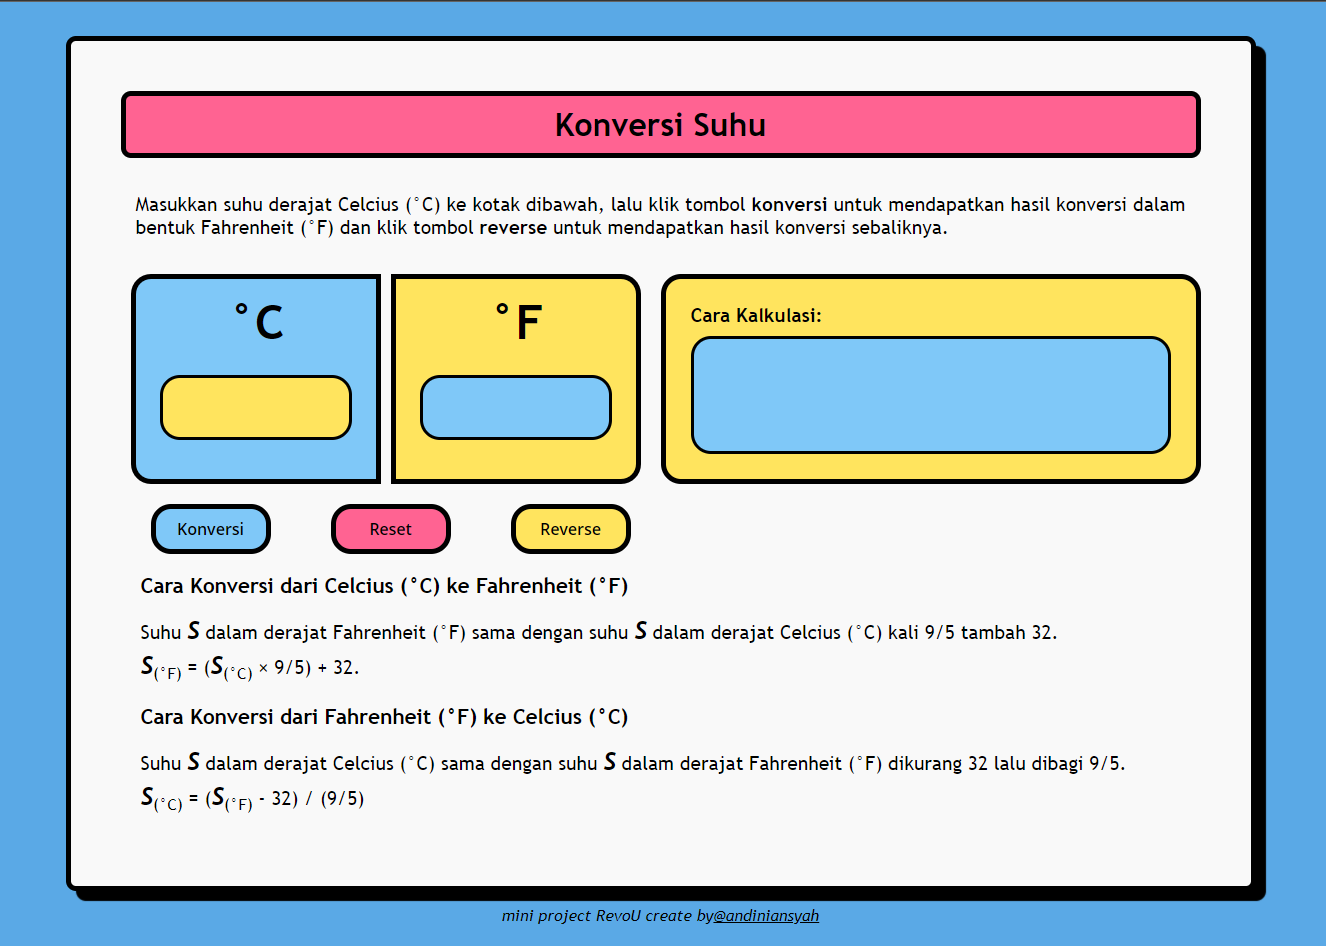 Konversi Suhu
Masukkan suhu derajat Celcius (˚C) ke kotak dibawah, lalu klik tombol konversi untuk mendapatkan hasil konversi dalam
bentuk Fahrenheit (˚F) dan klik tombol reverse untuk mendapatkan hasil konversi sebaliknya.
˚C
˚F
Cara Kalkulasi:
Konversi
Reset
Reverse
Cara Konversi dari Celcius (˚C) ke Fahrenheit (˚F)
Suhu S dalam derajat Fahrenheit (˚F) sama dengan suhu S dalam derajat Celcius (˚C) kali 9/5 tambah 32.
S(˚F) = (S(˚C) × 9/5) + 32.
Cara Konversi dari Fahrenheit (˚F) ke Celcius (˚C)
Suhu S dalam derajat Celcius (˚C) sama dengan suhu S dalam derajat Fahrenheit (˚F) dikurang 32 lalu dibagi 9/5.
S(˚C) = (S(˚F) - 32) / (9/5)
mini project RevoU create by@andiniansyah